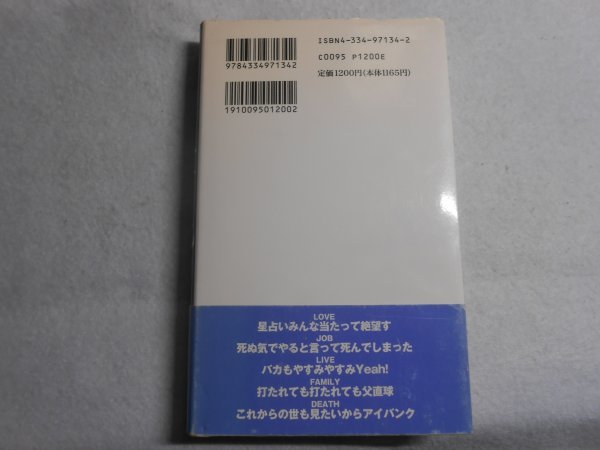 ISBN4-334-97134-2
9784334971342
C0095 P1200E
定価1200円(本体1165円)
1910095012002
LOVE
星占いみんな当たって絶望す
JOB
死ぬ気でやると言って死んでしまった
LIVE
バカもやすみやすみYeah!
FAMILY
打たれても打たれても父直球
DEATH
これからの世も見たいからアイバンク